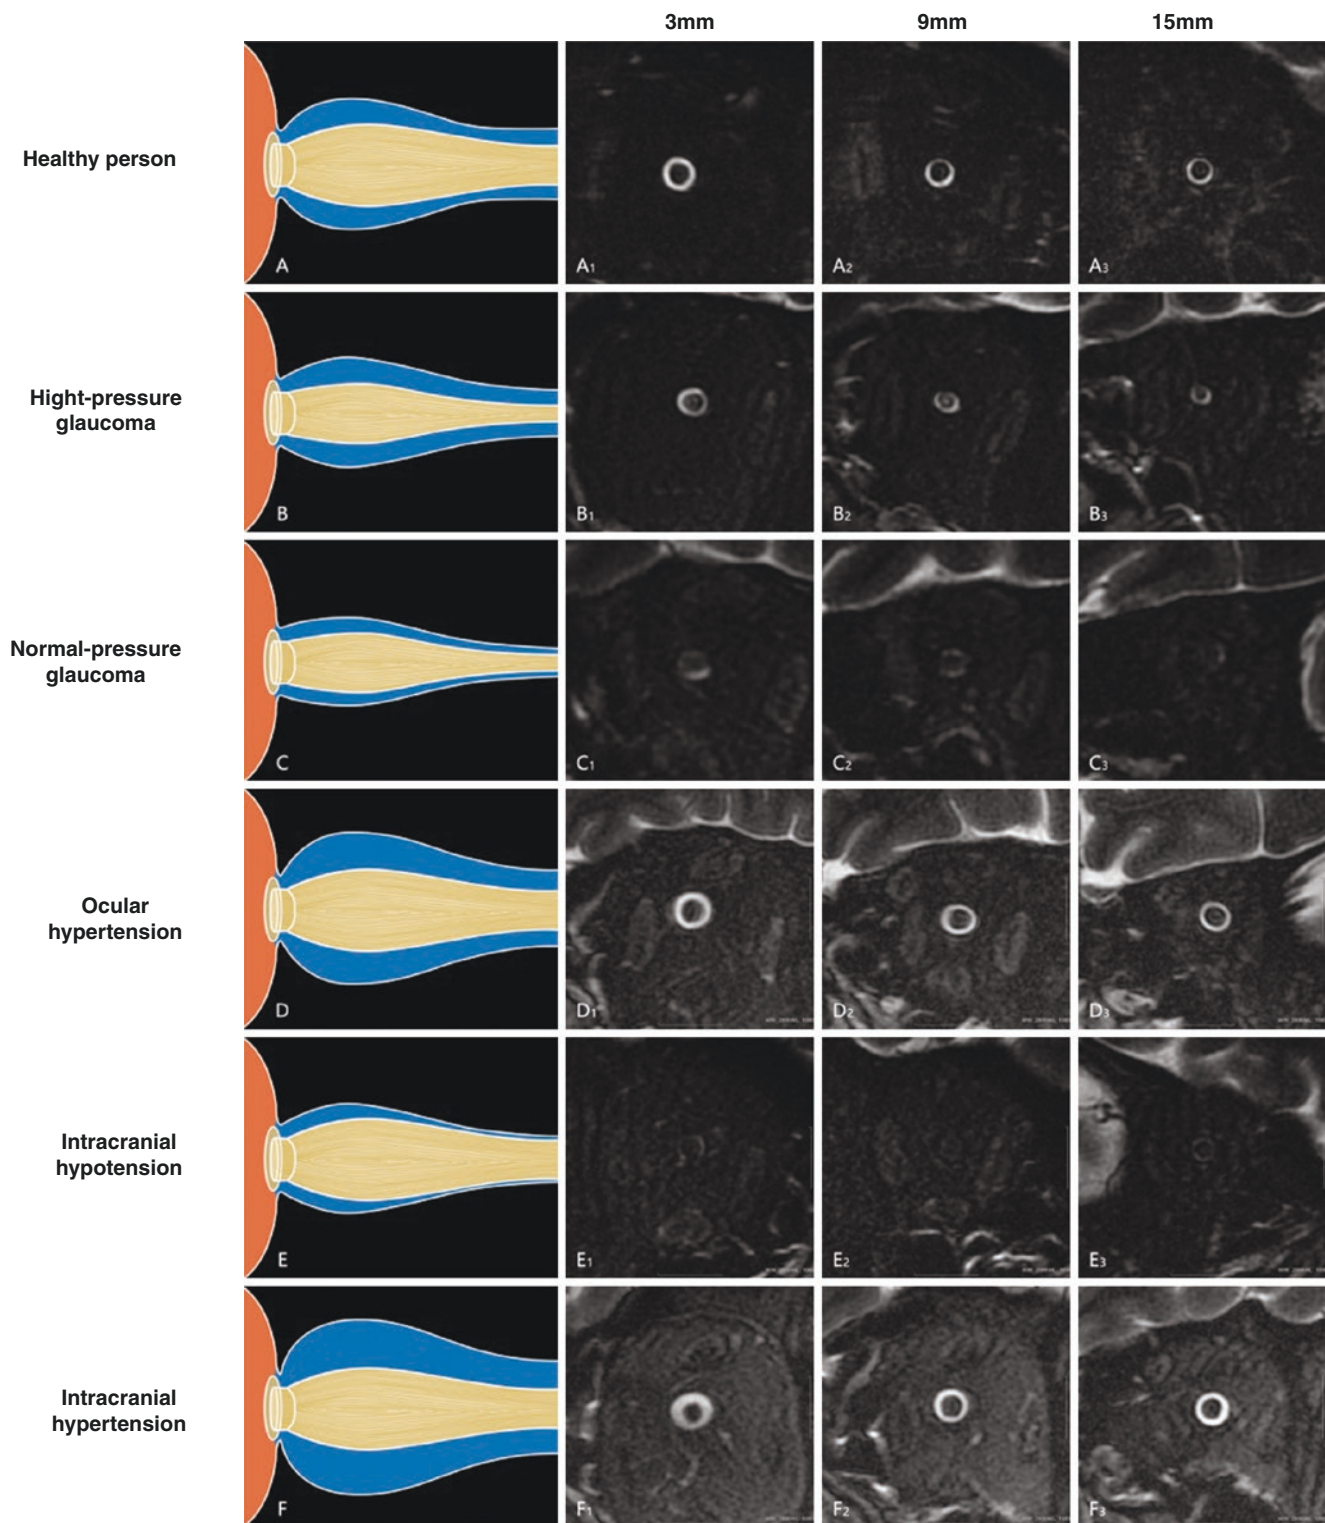 3mm 9mm 15mm
Healthy person
A A1 A2 A3
Hight-pressure
glaucoma
B B1 B2 B3
Normal-pressure
glaucoma
C C1 C2 C3
Ocular
hypertension
D D1 D2 D3
Intracranial
hypotension
E E1 E2 E3
Intracranial
hypertension
F F1 F2 F3